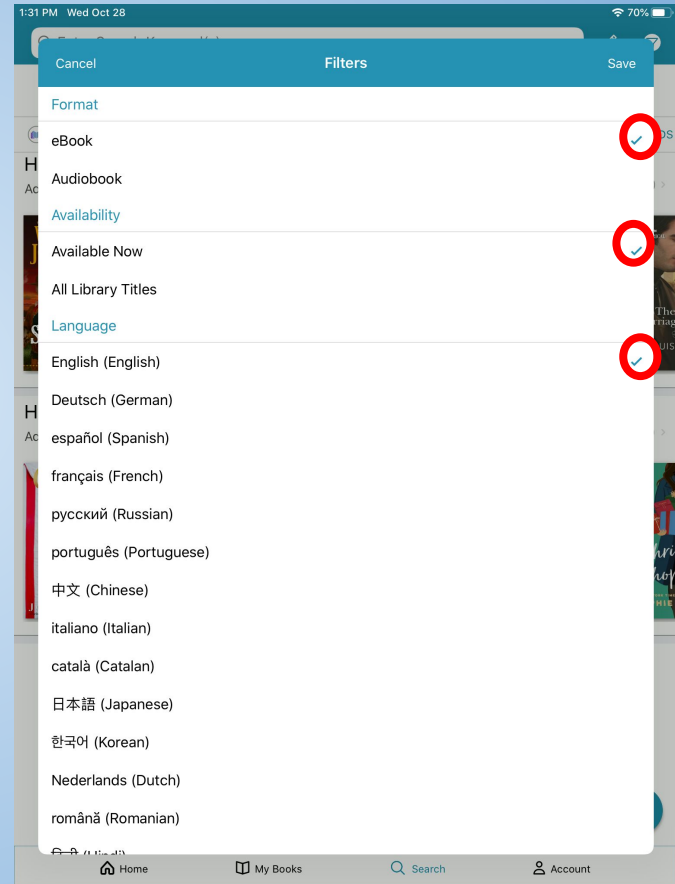 1:31 PM Wed Oct 28
70%
Cancel
Filters
Save
Format
eBook
Audiobook
Availability
Available Now
All Library Titles
Language
English (English)
Deutsch (German)
español (Spanish)
français (French)
русский (Russian)
português (Portuguese)
中文 (Chinese)
italiano (Italian)
català (Catalan)
日本語 (Japanese)
한국어 (Korean)
Nederlands (Dutch)
română (Romanian)
Home
My Books
Search
Account